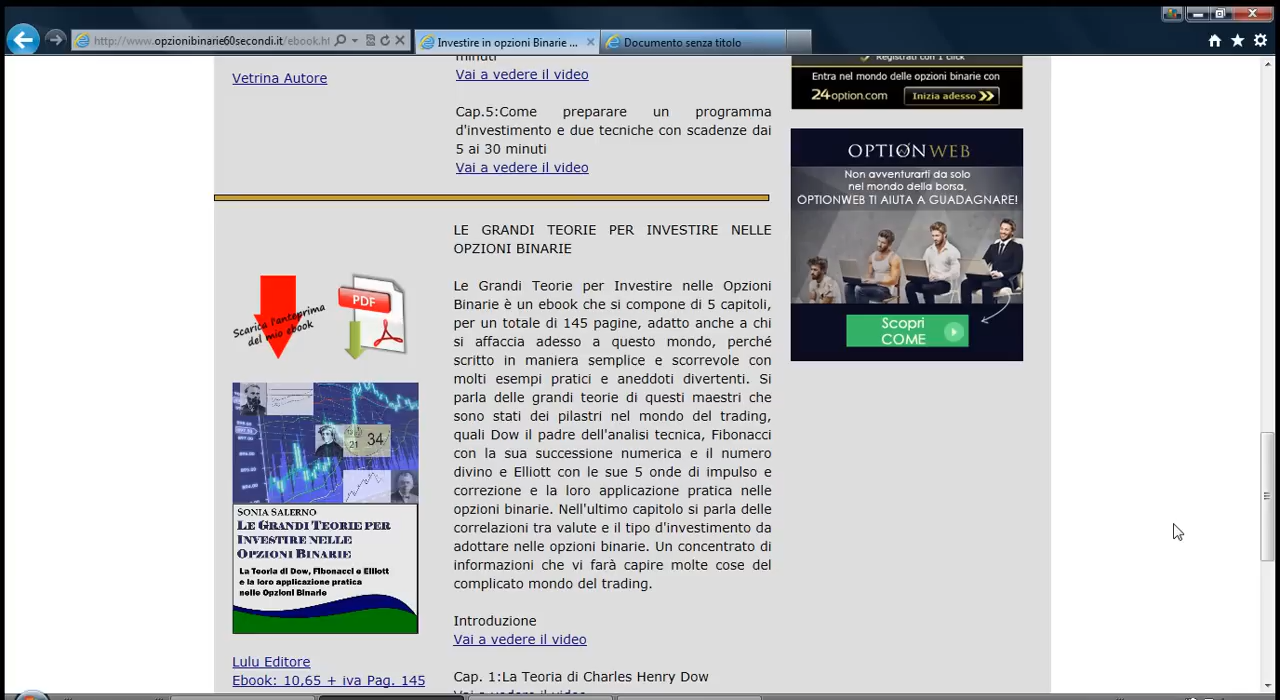 http://www.opzionibinarie60secondi.it/ebook.ht
Investire in opzioni Binarie ...
Documento senza titolo
Vetrina Autore
minuti
Vai a vedere il video
Cap.5:Come preparare un programma
d'investimento e due tecniche con scadenze dai
5 ai 30 minuti
Vai a vedere il video
Registrati con 1 click
Entra nel mondo delle opzioni binarie con
24option.com
Inizia adesso
OPTIONWEB
Non avventurarti da solo
nel mondo della borsa,
OPTIONWEB TI AIUTA A GUADAGNARE!
Scopri
COME
Scarica l'anteprima
del mio ebook
PDF
21
34
SONIA SALERNO
LE GRANDI TEORIE PER
INVESTIRE NELLE
OPZIONI BINARIE
La Teoria di Dow, Fibonacci e Elliott
e la loro applicazione pratica
nelle Opzioni Binarie
Lulu Editore
Ebook: 10,65 + iva Pag. 145
LE GRANDI TEORIE PER INVESTIRE NELLE
OPZIONI BINARIE
Le Grandi Teorie per Investire nelle Opzioni
Binarie è un ebook che si compone di 5 capitoli,
per un totale di 145 pagine, adatto anche a chi
si affaccia adesso a questo mondo, perché
scritto in maniera semplice e scorrevole con
molti esempi pratici e aneddoti divertenti. Si
parla delle grandi teorie di questi maestri che
sono stati dei pilastri nel mondo del trading,
quali Dow il padre dell'analisi tecnica, Fibonacci
con la sua successione numerica e il numero
divino e Elliott con le sue 5 onde di impulso e
correzione e la loro applicazione pratica nelle
opzioni binarie. Nell'ultimo capitolo si parla delle
correlazioni tra valute e il tipo d'investimento da
adottare nelle opzioni binarie. Un concentrato di
informazioni che vi farà capire molte cose del
complicato mondo del trading.
Introduzione
Vai a vedere il video
Cap. 1:La Teoria di Charles Henry Dow
Vai a vedere il video